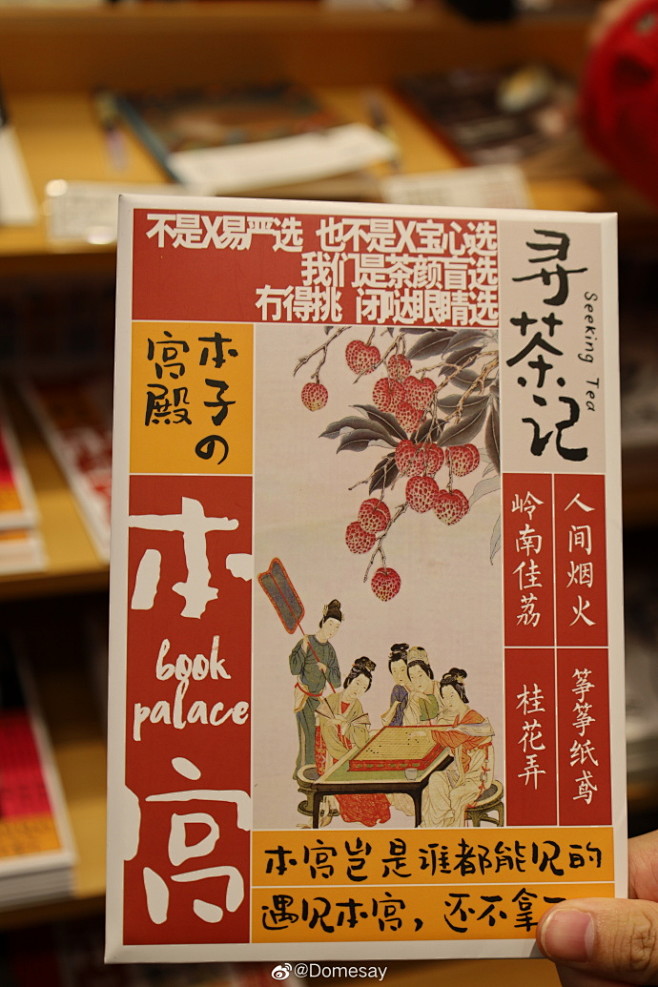 不是X易严选 也不是X宝心选
我们是茶颜盲选
冇得挑 闭哒眼睛选
寻茶记
Seeking Tea
本子の
宫殿
本宫
book
palace
人间烟火
岭南佳荔
筝筝纸鸢
桂花弄
本宫岂是谁都能见的
遇见本宫，还不拿
@Domesay